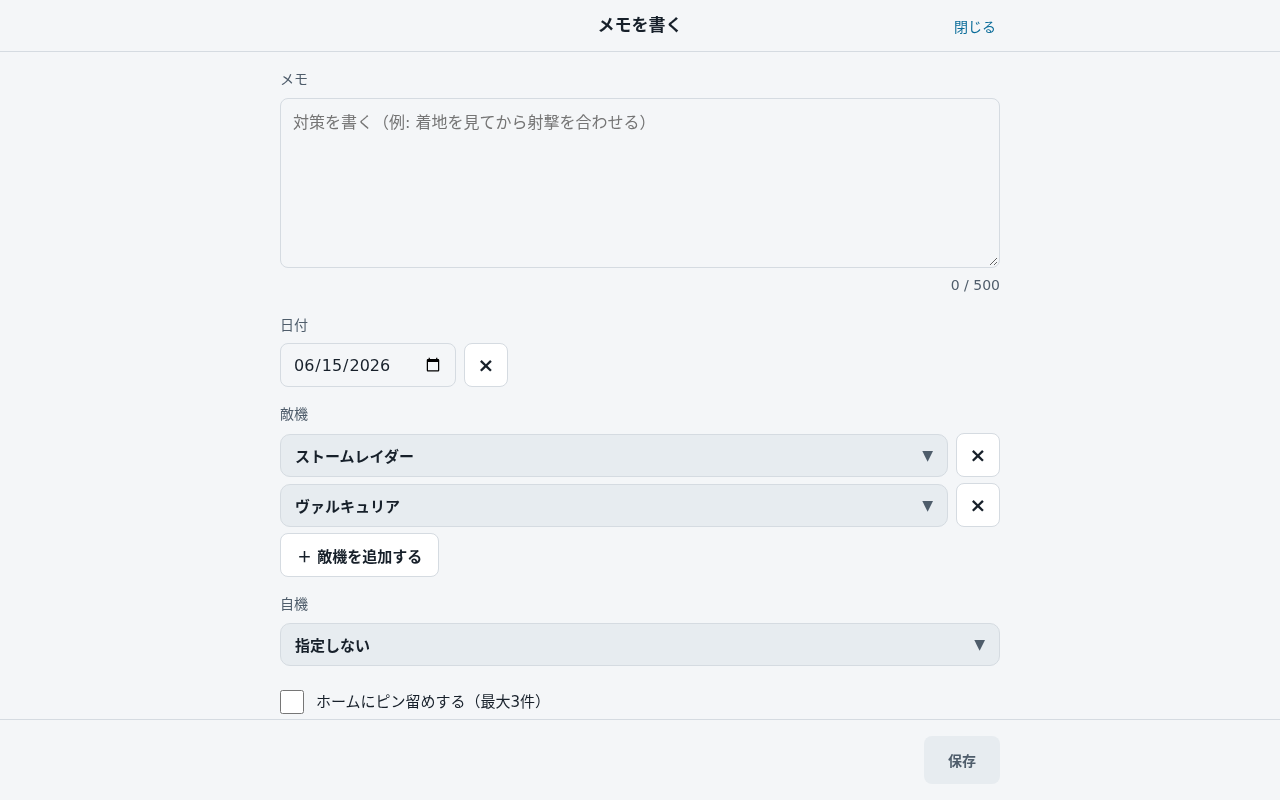 メモを書く
閉じる
メモ
対策を書く（例: 着地を見てから射撃を合わせる）
0 / 500
日付
06/15/2026
×
敵機
ストームレイダー ▼ ×
ヴァルキュリア ▼ ×
＋ 敵機を追加する
自機
指定しない ▼
ホームにピン留めする（最大3件）
保存